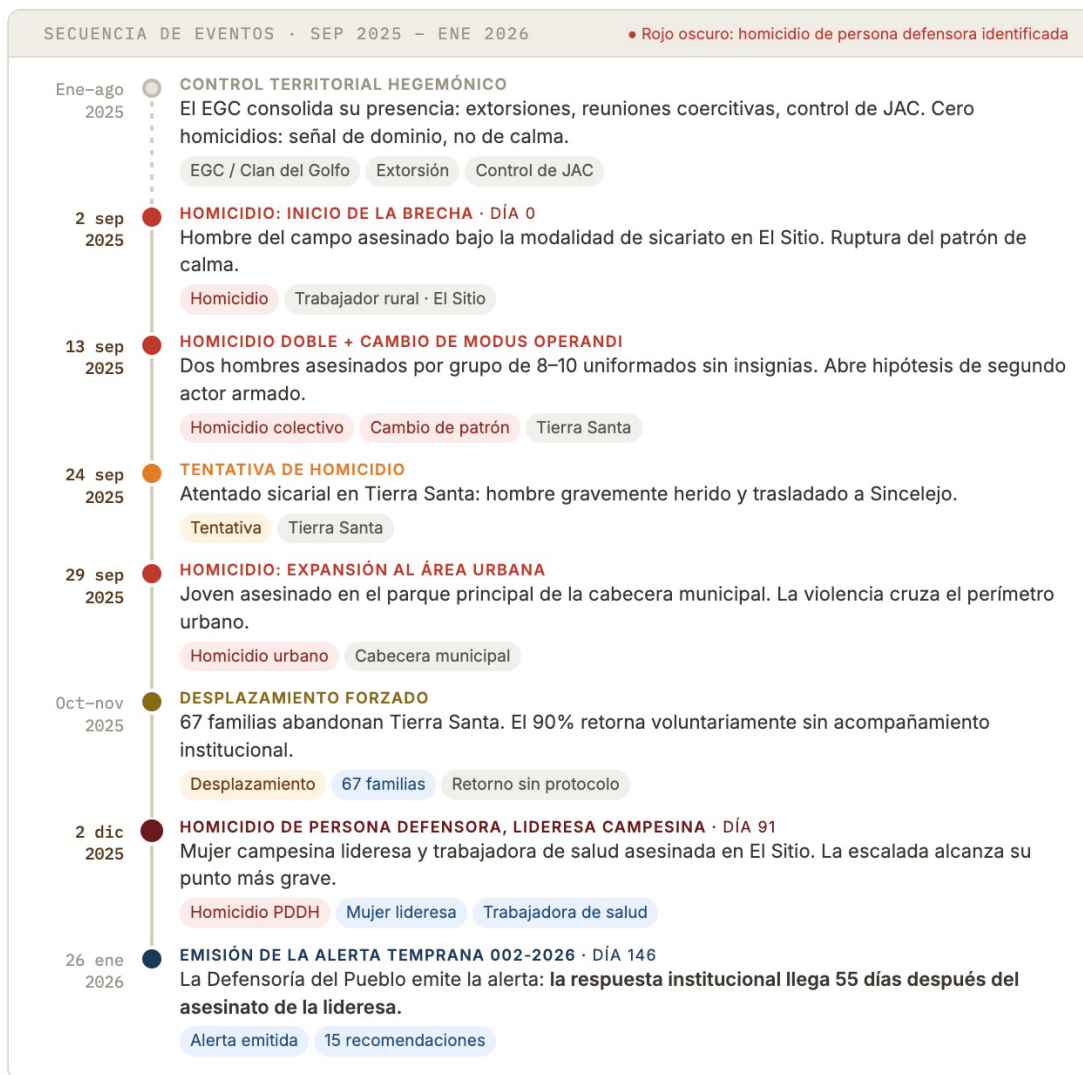 SECUENCIA DE EVENTOS · SEP 2025 – ENE 2026
● Rojo oscuro: homicidio de persona defensora identificada
Ene–ago 2025
CONTROL TERRITORIAL HEGEMÓNICO
El EGC consolida su presencia: extorsiones, reuniones coercitivas, control de JAC. Cero
homicidios: señal de dominio, no de calma.
EGC / Clan del Golfo Extorsión Control de JAC
2 sep 2025
HOMICIDIO: INICIO DE LA BRECHA · DÍA 0
Hombre del campo asesinado bajo la modalidad de sicariato en El Sitio. Ruptura del patrón de
calma.
Homicidio Trabajador rural · El Sitio
13 sep 2025
HOMICIDIO DOBLE + CAMBIO DE MODUS OPERANDI
Dos hombres asesinados por grupo de 8–10 uniformados sin insignias. Abre hipótesis de segundo
actor armado.
Homicidio colectivo Cambio de patrón Tierra Santa
24 sep 2025
TENTATIVA DE HOMICIDIO
Atentado sicarial en Tierra Santa: hombre gravemente herido y trasladado a Sincelejo.
Tentativa Tierra Santa
29 sep 2025
HOMICIDIO: EXPANSIÓN AL ÁREA URBANA
Joven asesinado en el parque principal de la cabecera municipal. La violencia cruza el perímetro
urbano.
Homicidio urbano Cabecera municipal
Oct–nov 2025
DESPLAZAMIENTO FORZADO
67 familias abandonan Tierra Santa. El 90% retorna voluntariamente sin acompañamiento
institucional.
Desplazamiento 67 familias Retorno sin protocolo
2 dic 2025
HOMICIDIO DE PERSONA DEFENSORA, LIDERESA CAMPESINA · DÍA 91
Mujer campesina lideresa y trabajadora de salud asesinada en El Sitio. La escalada alcanza su
punto más grave.
Homicidio PDDH Mujer lideresa Trabajadora de salud
26 ene 2026
EMISIÓN DE LA ALERTA TEMPRANA 002-2026 · DÍA 146
La Defensoría del Pueblo emite la alerta: la respuesta institucional llega 55 días después del
asesinato de la lideresa.
Alerta emitida 15 recomendaciones